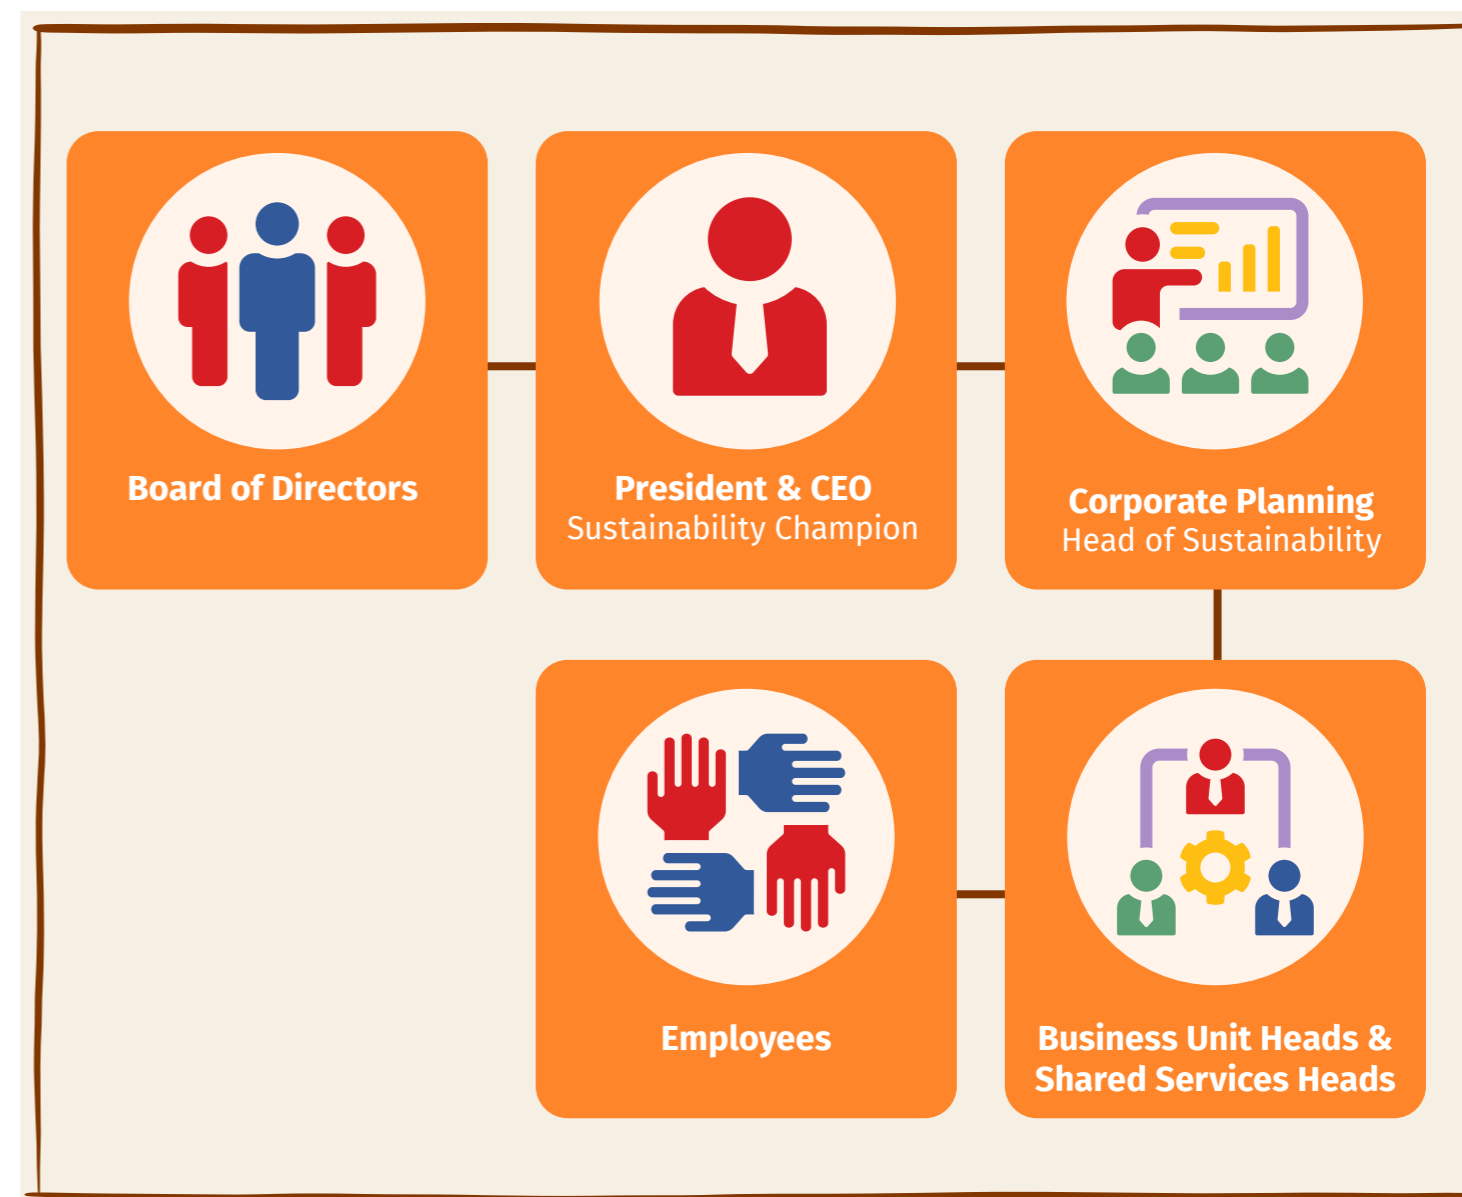 Board of Directors
President & CEO
Sustainability Champion
Corporate Planning
Head of Sustainability
Employees
Business Unit Heads &
Shared Services Heads